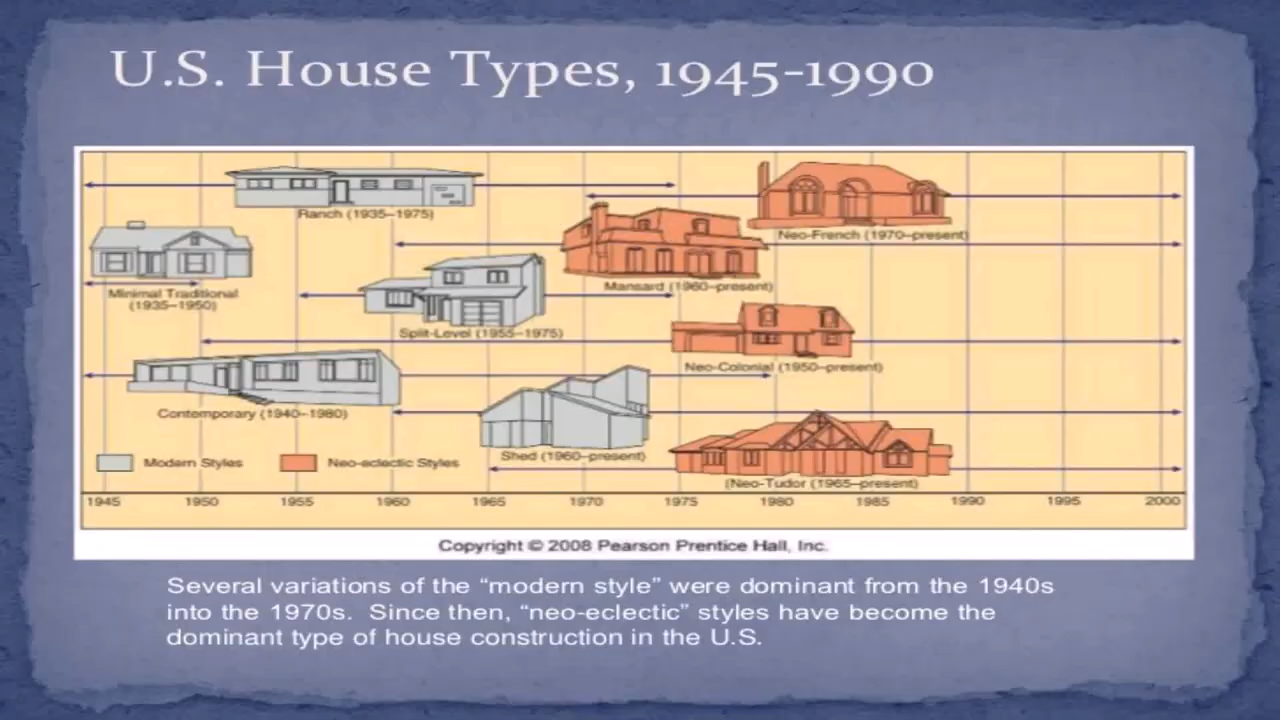 U.S. House Types, 1945-1990
Ranch (1935–1975)
Neo-French (1970–present)
Minimal Traditional
(1935–1950)
Mansard (1960–present)
Split-Level (1955–1975)
Neo-Colonial (1950–present)
Contemporary (1940–1980)
Shed (1960–present)
Modern Styles
Neo-eclectic Styles
(Neo-Tudor (1965–present)
1945 1950 1955 1960 1965 1970 1975 1980 1985 1990 1995 2000
Copyright © 2008 Pearson Prentice Hall, Inc.
Several variations of the “modern style” were dominant from the 1940s
into the 1970s. Since then, “neo-eclectic” styles have become the
dominant type of house construction in the U.S.